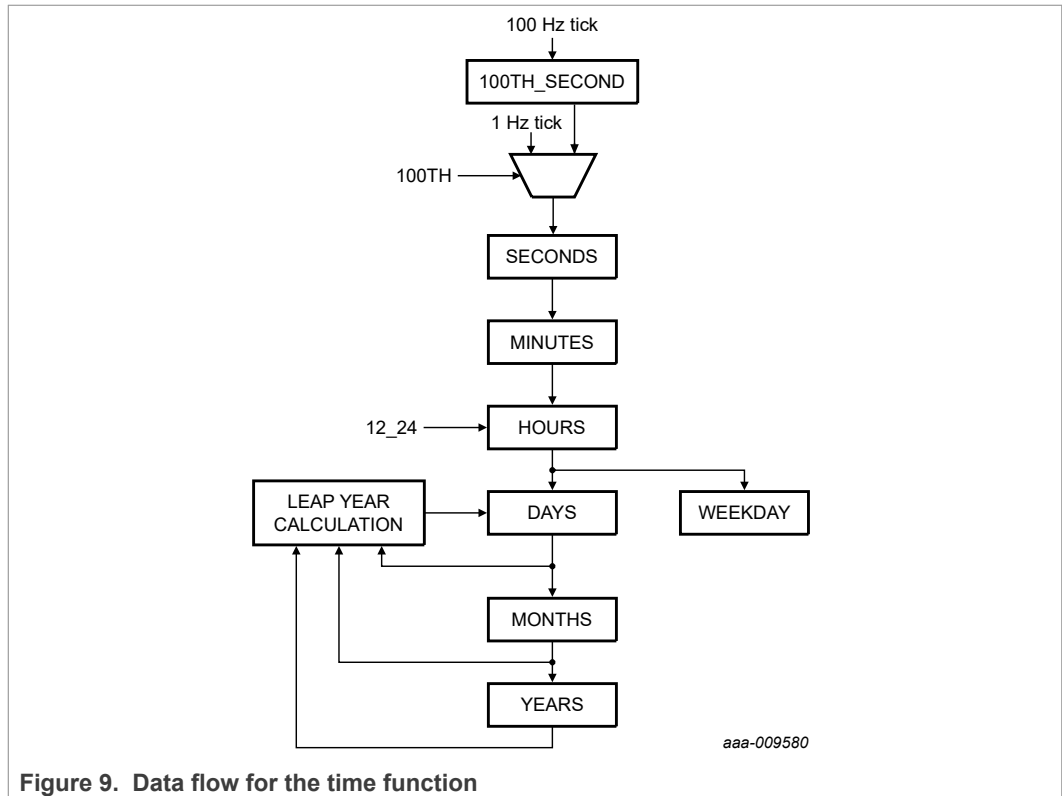 100 Hz tick
100TH_SECOND
1 Hz tick
100TH
SECONDS
MINUTES
12_24
HOURS
LEAP YEAR
CALCULATION
DAYS
WEEKDAY
MONTHS
YEARS
aaa-009580
Figure 9. Data flow for the time function